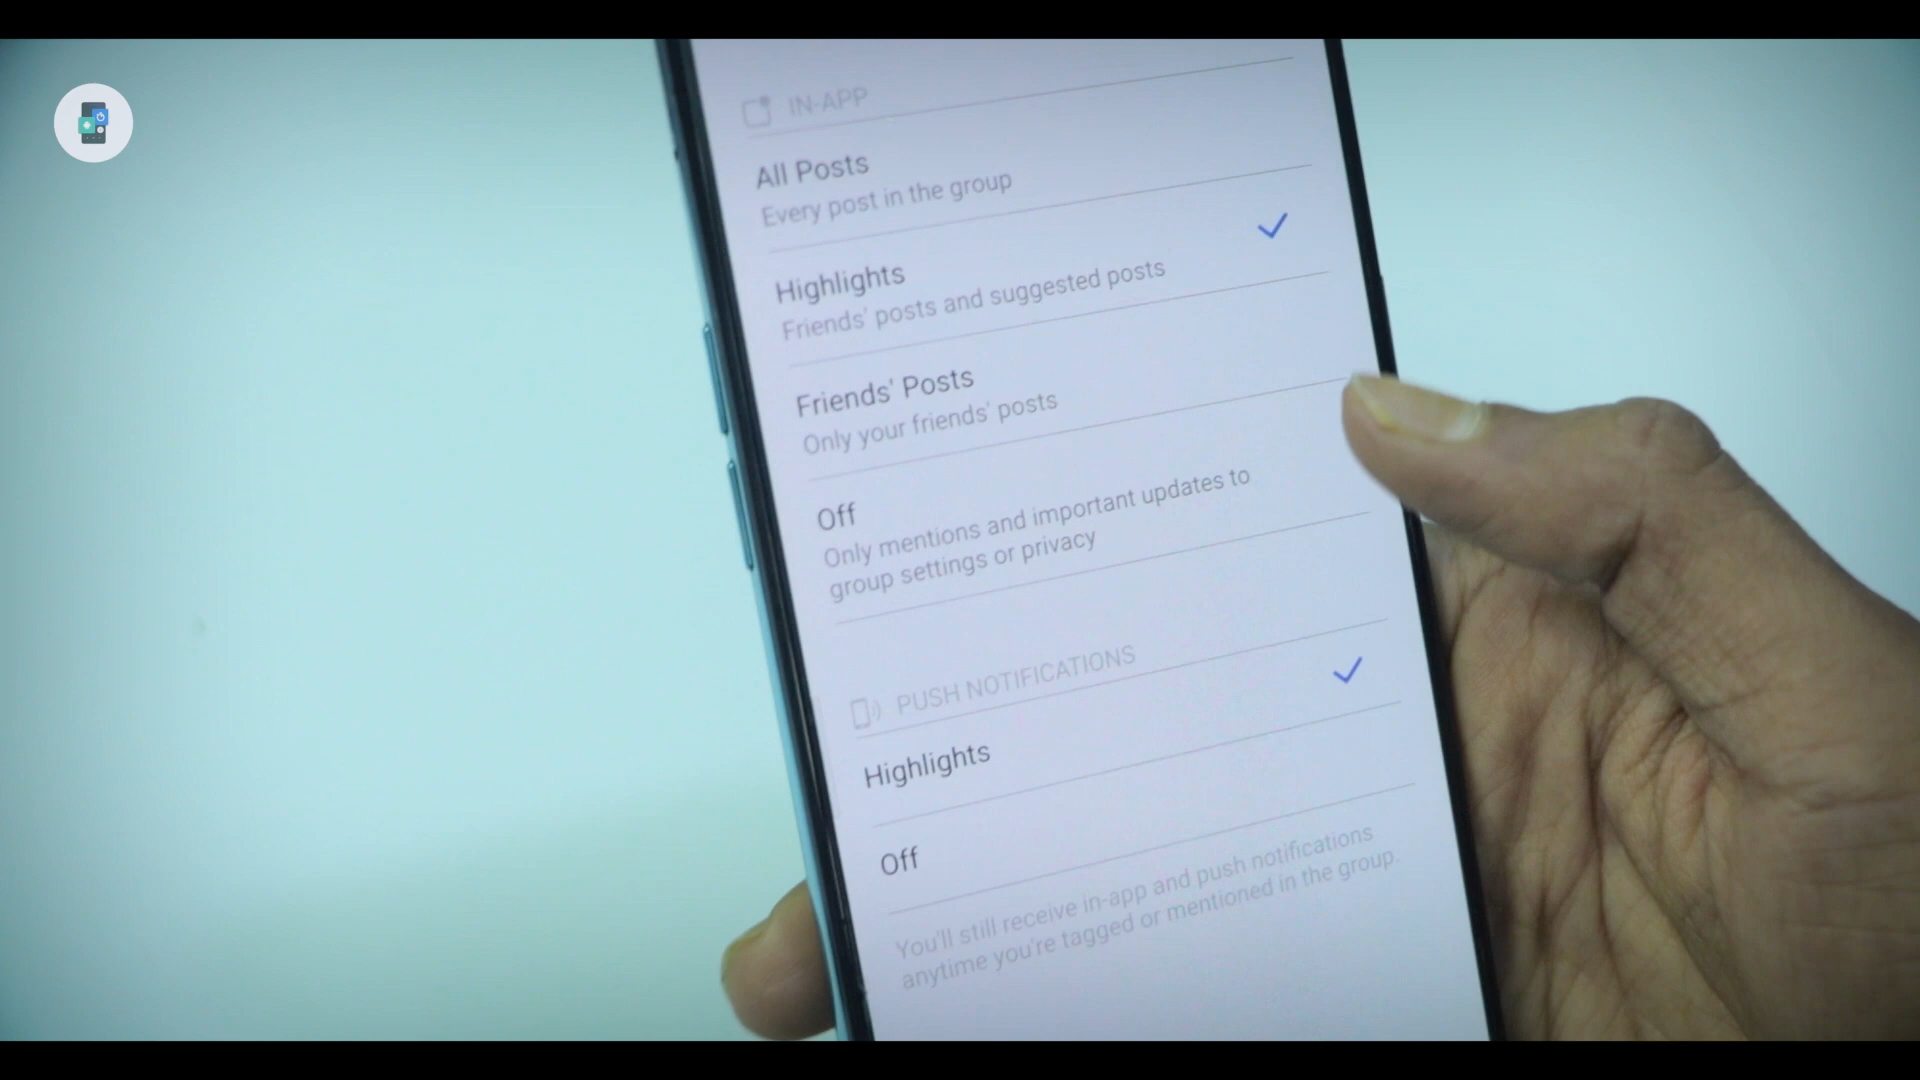 IN-APP
All Posts
Every post in the group
Highlights
Friends' posts and suggested posts
Friends' Posts
Only your friends' posts
Off
Only mentions and important updates to
group settings or privacy
PUSH NOTIFICATIONS
Highlights
Off
You'll still receive in-app and push notifications
anytime you're tagged or mentioned in the group.